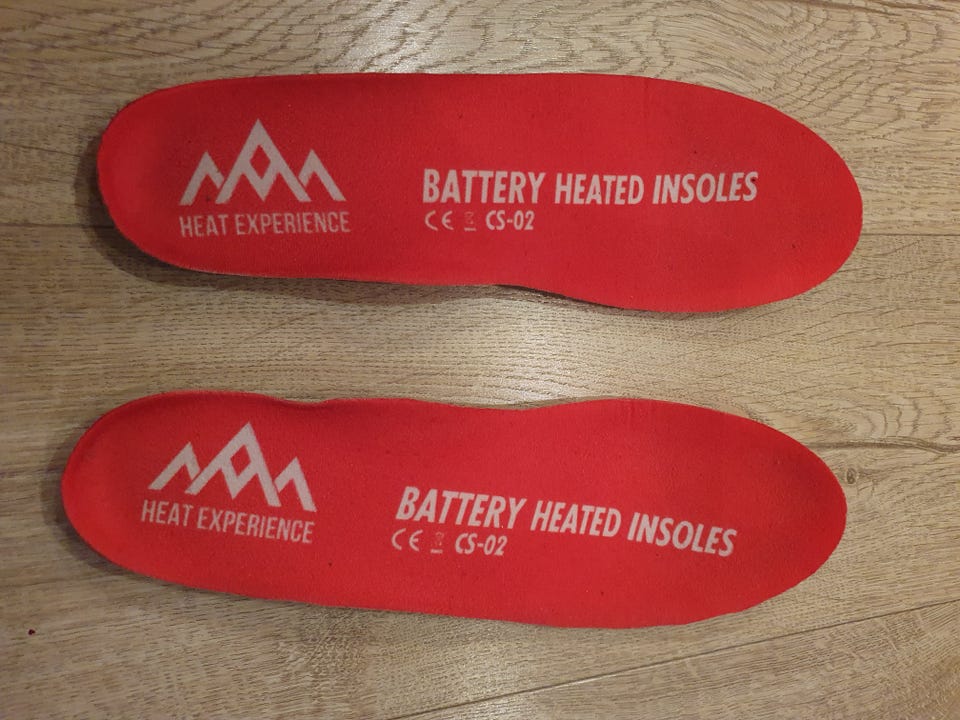 HEAT EXPERIENCE
BATTERY HEATED INSOLES
CE CS-02
HEAT EXPERIENCE
BATTERY HEATED INSOLES
CE CS-02